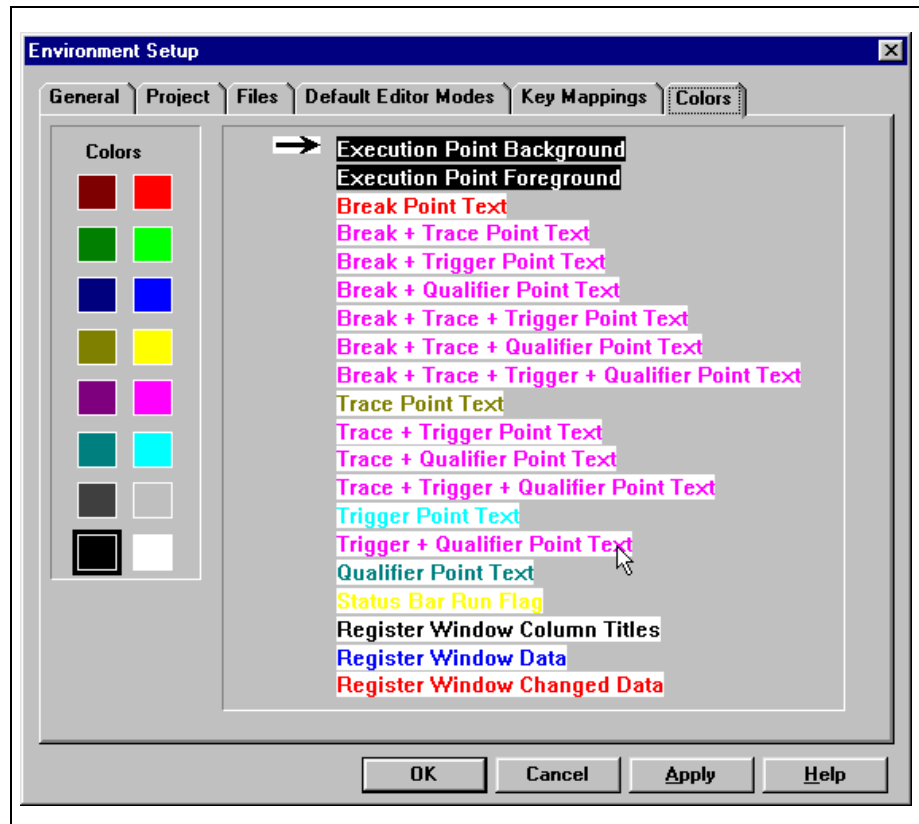 Environment Setup
General Project Files Default Editor Modes Key Mappings Colors
Colors
Execution Point Background
Execution Point Foreground
Break Point Text
Break + Trace Point Text
Break + Trigger Point Text
Break + Qualifier Point Text
Break + Trace + Trigger Point Text
Break + Trace + Qualifier Point Text
Break + Trace + Trigger + Qualifier Point Text
Trace Point Text
Trace + Trigger Point Text
Trace + Qualifier Point Text
Trace + Trigger + Qualifier Point Text
Trigger Point Text
Trigger + Qualifier Point Text
Qualifier Point Text
Status Bar Run Flag
Register Window Column Titles
Register Window Data
Register Window Changed Data
OK Cancel Apply Help